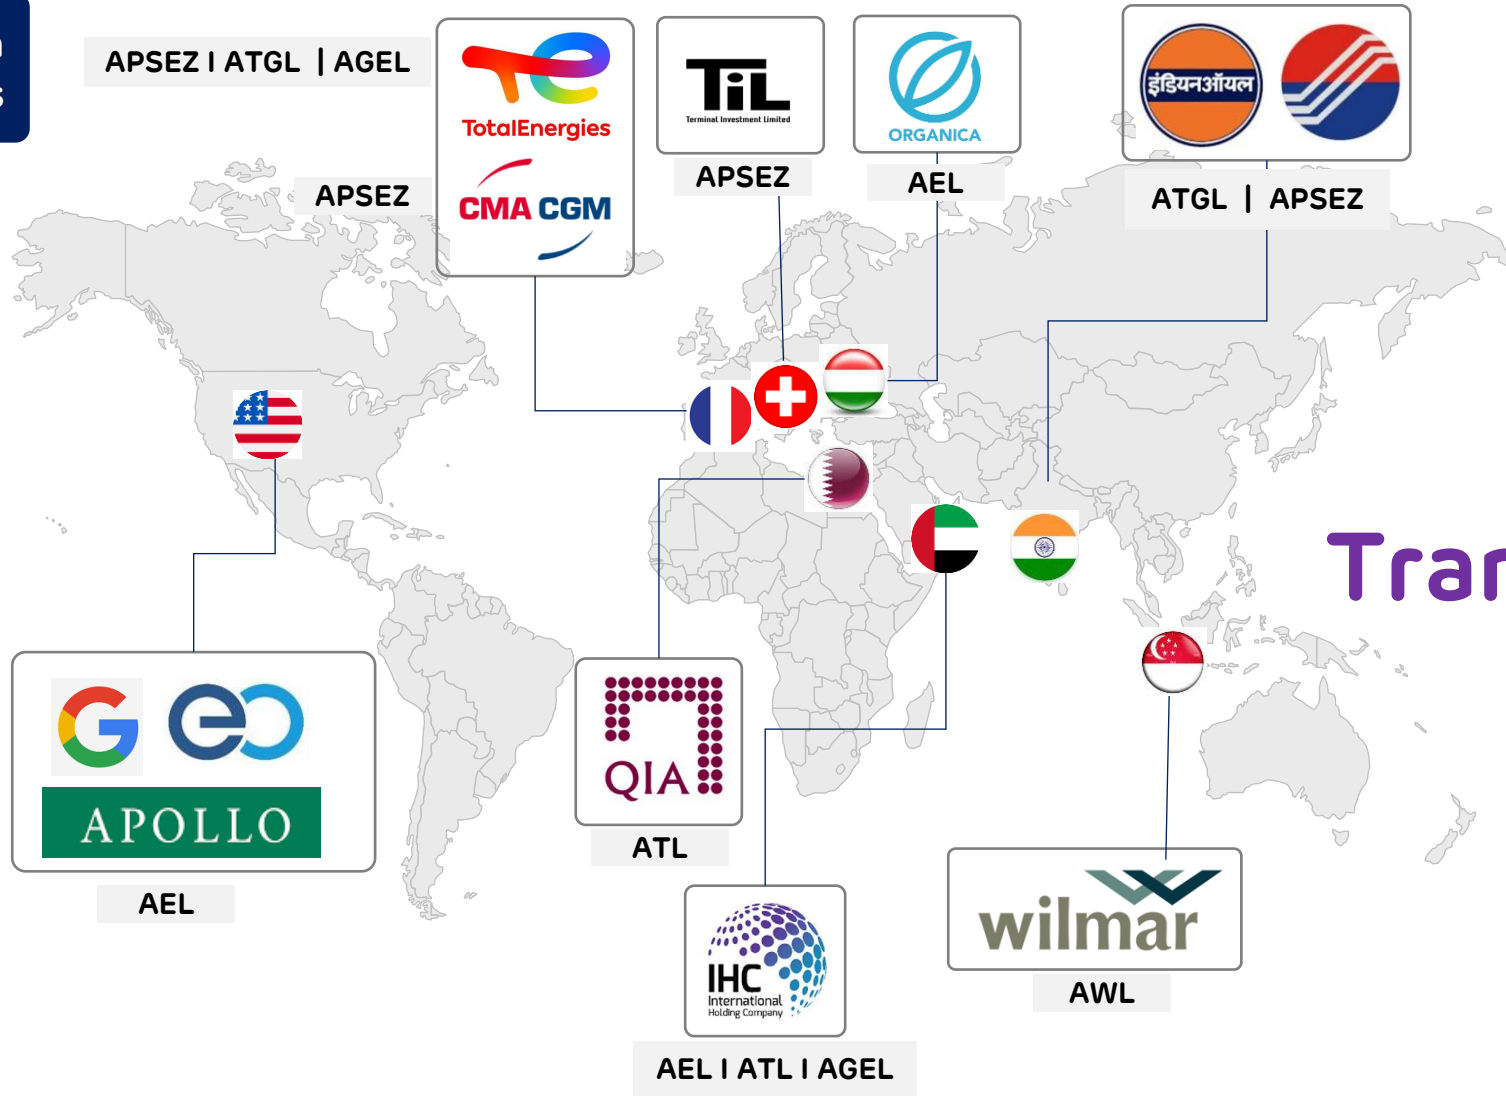 APSEZ I ATGL | AGEL
TotalEnergies
APSEZ
CMA CGM
TiL
Terminal Investment Limited
APSEZ
ORGANICA
AEL
इंडियनऑयल
ATGL | APSEZ
Tran
APOLLO
AEL
QIA
ATL
IHC
International
Holding Company
AEL I ATL I AGEL
wilmar
AWL